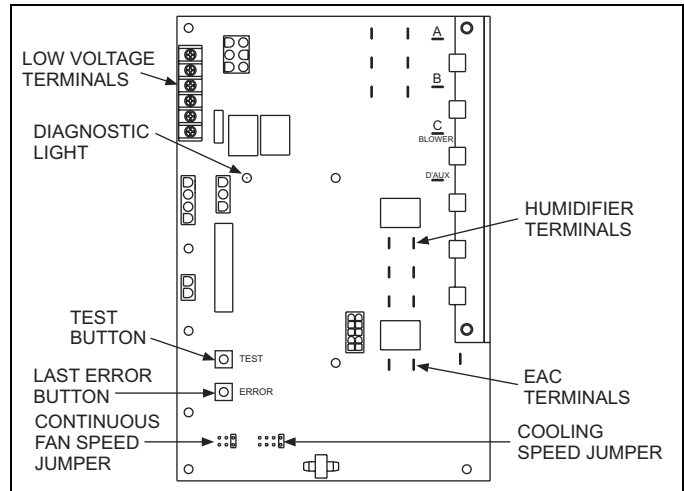 LOW VOLTAGE
TERMINALS
DIAGNOSTIC
LIGHT
A
B
C
BLOWER
D'AUX
HUMIDIFIER
TERMINALS
TEST
BUTTON
TEST
LAST ERROR
BUTTON
ERROR
CONTINUOUS
FAN SPEED
JUMPER
EAC
TERMINALS
COOLING
SPEED JUMPER